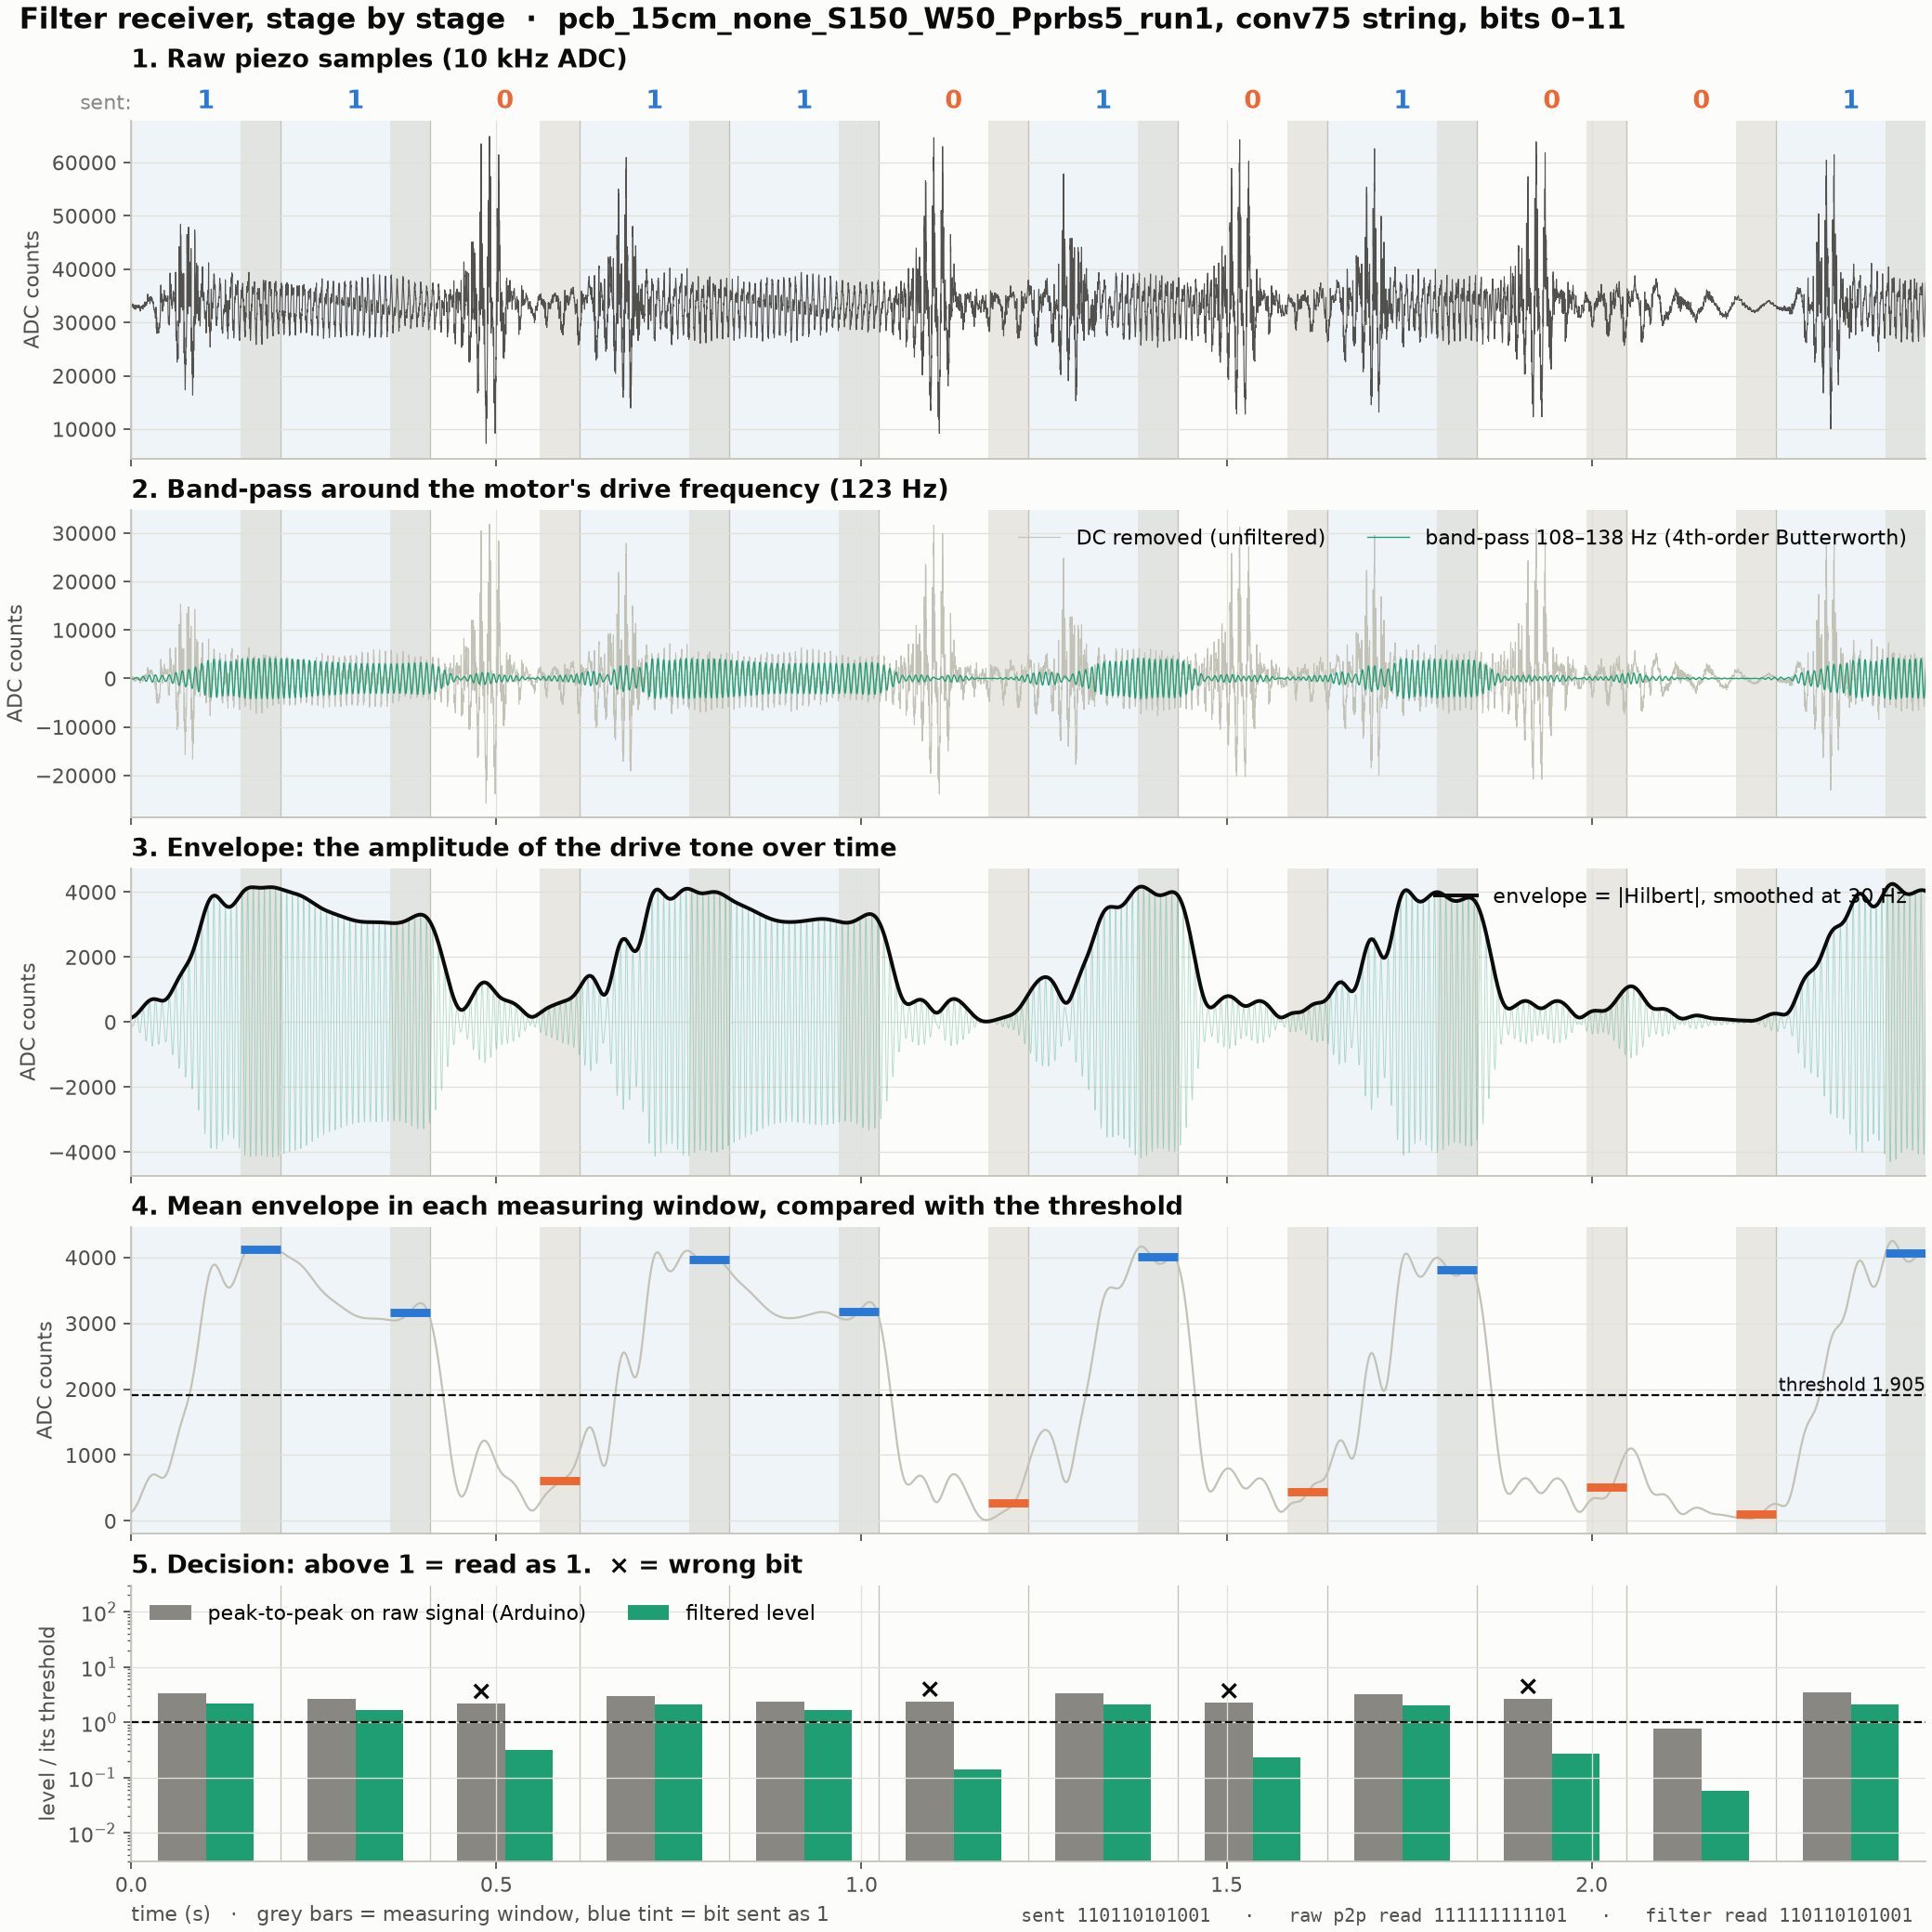 Filter receiver, stage by stage · pcb_15cm_none_S150_W50_Pprbs5_run1, conv75 string, bits 0–11
1. Raw piezo samples (10 kHz ADC)
sent: 1 1 0 1 1 0 1 0 1 0 0 1
60000
50000
40000
30000
20000
10000
ADC counts
2. Band-pass around the motor's drive frequency (123 Hz)
DC removed (unfiltered) band-pass 108–138 Hz (4th-order Butterworth)
30000
20000
10000
0
−10000
−20000
ADC counts
3. Envelope: the amplitude of the drive tone over time
envelope = |Hilbert|, smoothed at 30 Hz
4000
2000
0
−2000
−4000
ADC counts
4. Mean envelope in each measuring window, compared with the threshold
4000
3000
2000
1000
0
ADC counts
threshold 1,905
5. Decision: above 1 = read as 1. × = wrong bit
peak-to-peak on raw signal (Arduino) filtered level
10²
10¹
10⁰
10⁻¹
10⁻²
level / its threshold
× × × ×
0.0 0.5 1.0 1.5 2.0
time (s) · grey bars = measuring window, blue tint = bit sent as 1
sent 110110101001 · raw p2p read 111111111101 · filter read 110110101001